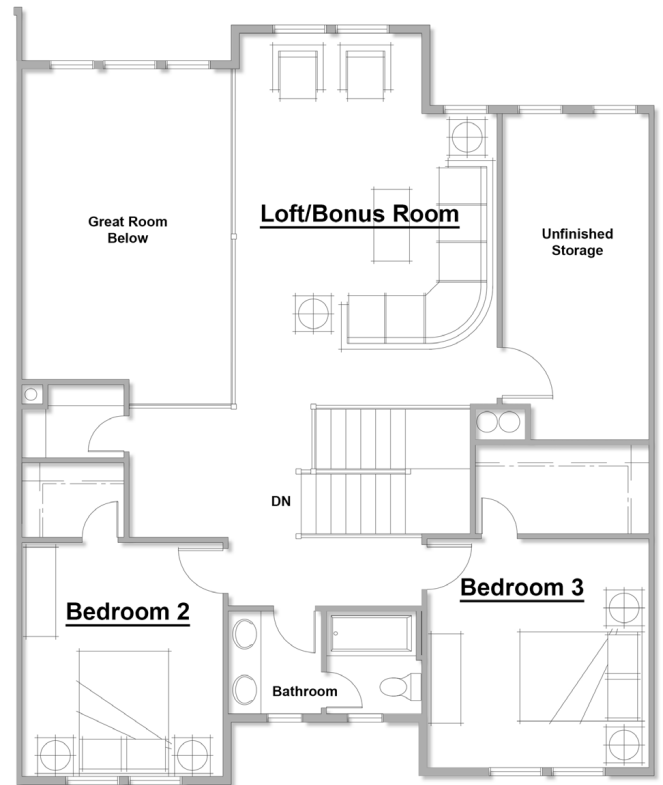 Great Room
Below
Loft/Bonus Room
Unfinished
Storage
DN
Bedroom 2
Bedroom 3
Bathroom